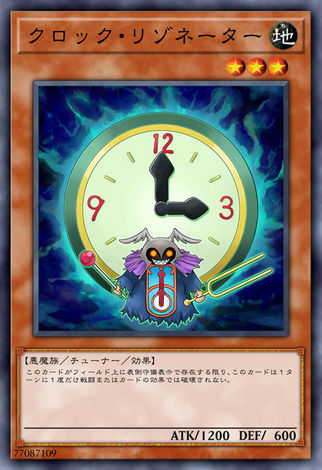 クロック・リゾネーター
地
12
9
3
【悪魔族／チューナー／効果】
このカードがフィールド上に表側守備表示で存在する限り、このカードは１タ
ーンに１度だけ戦闘またはカードの効果では破壊されない。
ATK/1200 DEF/ 600
77087109